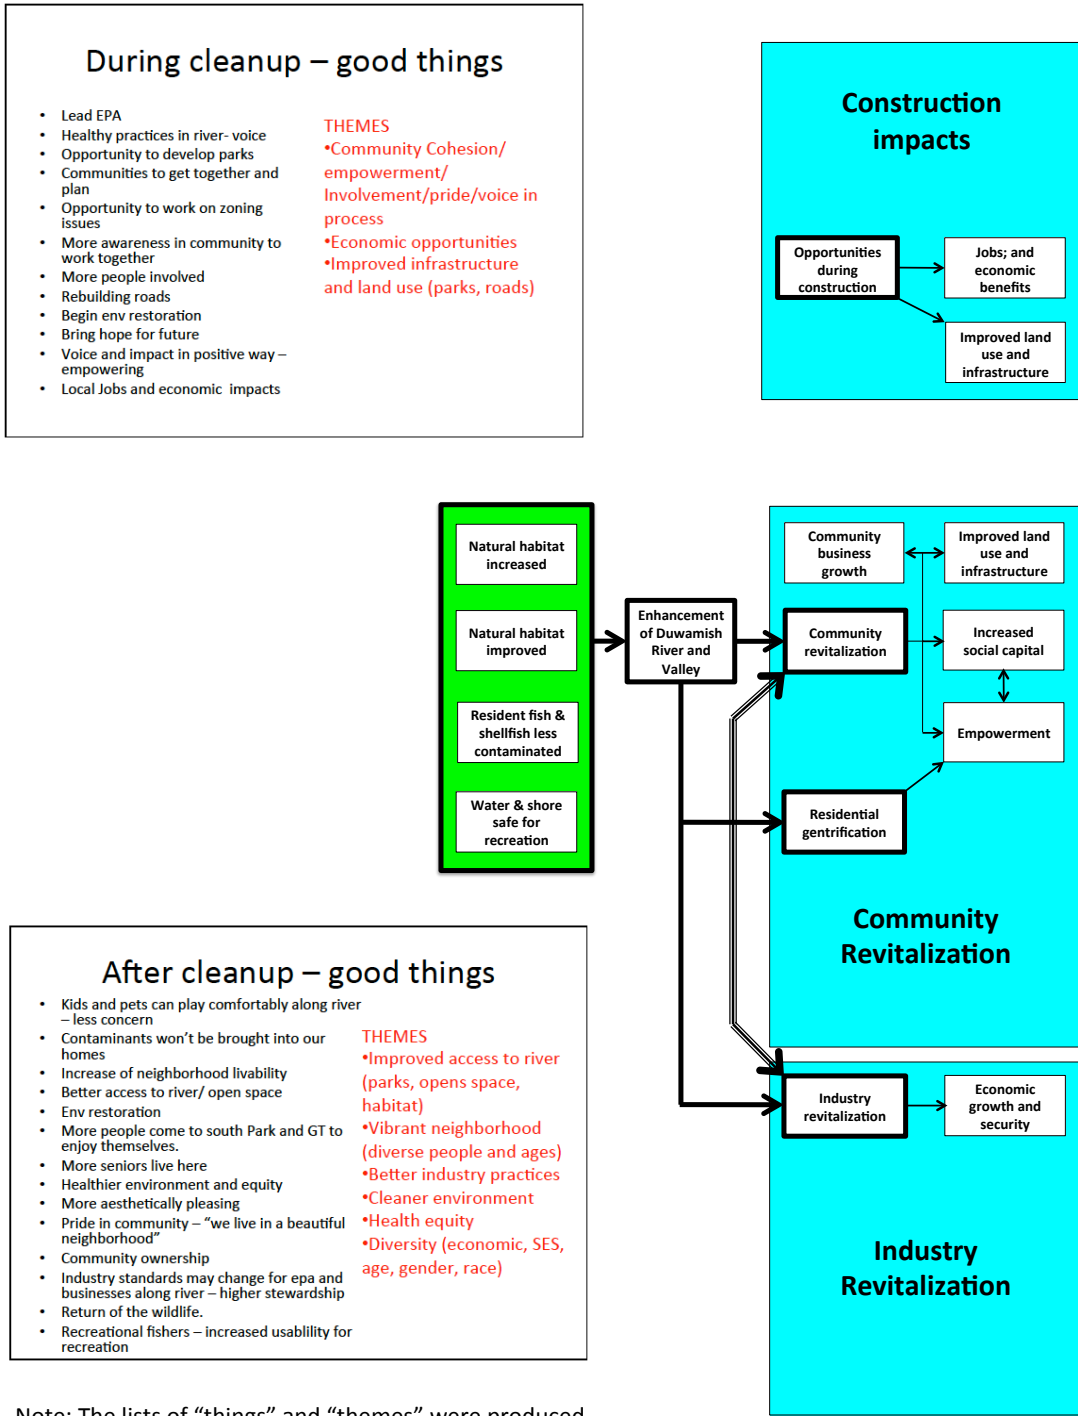 During cleanup – good things
• Lead EPA
• Healthy practices in river- voice
• Opportunity to develop parks
• Communities to get together and
plan
• Opportunity to work on zoning
issues
• More awareness in community to
work together
• More people involved
• Rebuilding roads
• Begin env restoration
• Bring hope for future
• Voice and impact in positive way –
empowering
• Local Jobs and economic impacts
THEMES
•Community Cohesion/
empowerment/
Involvement/pride/voice in
process
•Economic opportunities
•Improved infrastructure
and land use (parks, roads)
Construction
impacts
Opportunities
during
construction
Jobs; and
economic
benefits
Improved land
use and
infrastructure
Natural habitat
increased
Natural habitat
improved
Resident fish &
shellfish less
contaminated
Water & shore
safe for
recreation
Enhancement
of Duwamish
River and
Valley
Community
business
growth
Improved land
use and
infrastructure
Community
revitalization
Increased
social capital
Empowerment
Residential
gentrification
Community
Revitalization
After cleanup – good things
• Kids and pets can play comfortably along river
– less concern
• Contaminants won't be brought into our
homes
• Increase of neighborhood livability
• Better access to river/ open space
• Env restoration
• More people come to south Park and GT to
enjoy themselves.
• More seniors live here
• Healthier environment and equity
• More aesthetically pleasing
• Pride in community – “we live in a beautiful
neighborhood”
• Community ownership
• Industry standards may change for epa and
businesses along river – higher stewardship
• Return of the wildlife.
• Recreational fishers – increased usablility for
recreation
THEMES
•Improved access to river
(parks, opens space,
habitat)
•Vibrant neighborhood
(diverse people and ages)
•Better industry practices
•Cleaner environment
•Health equity
•Diversity (economic, SES,
age, gender, race)
Industry
revitalization
Economic
growth and
security
Industry
Revitalization
Note: The lists of “things” and “themes” were produced